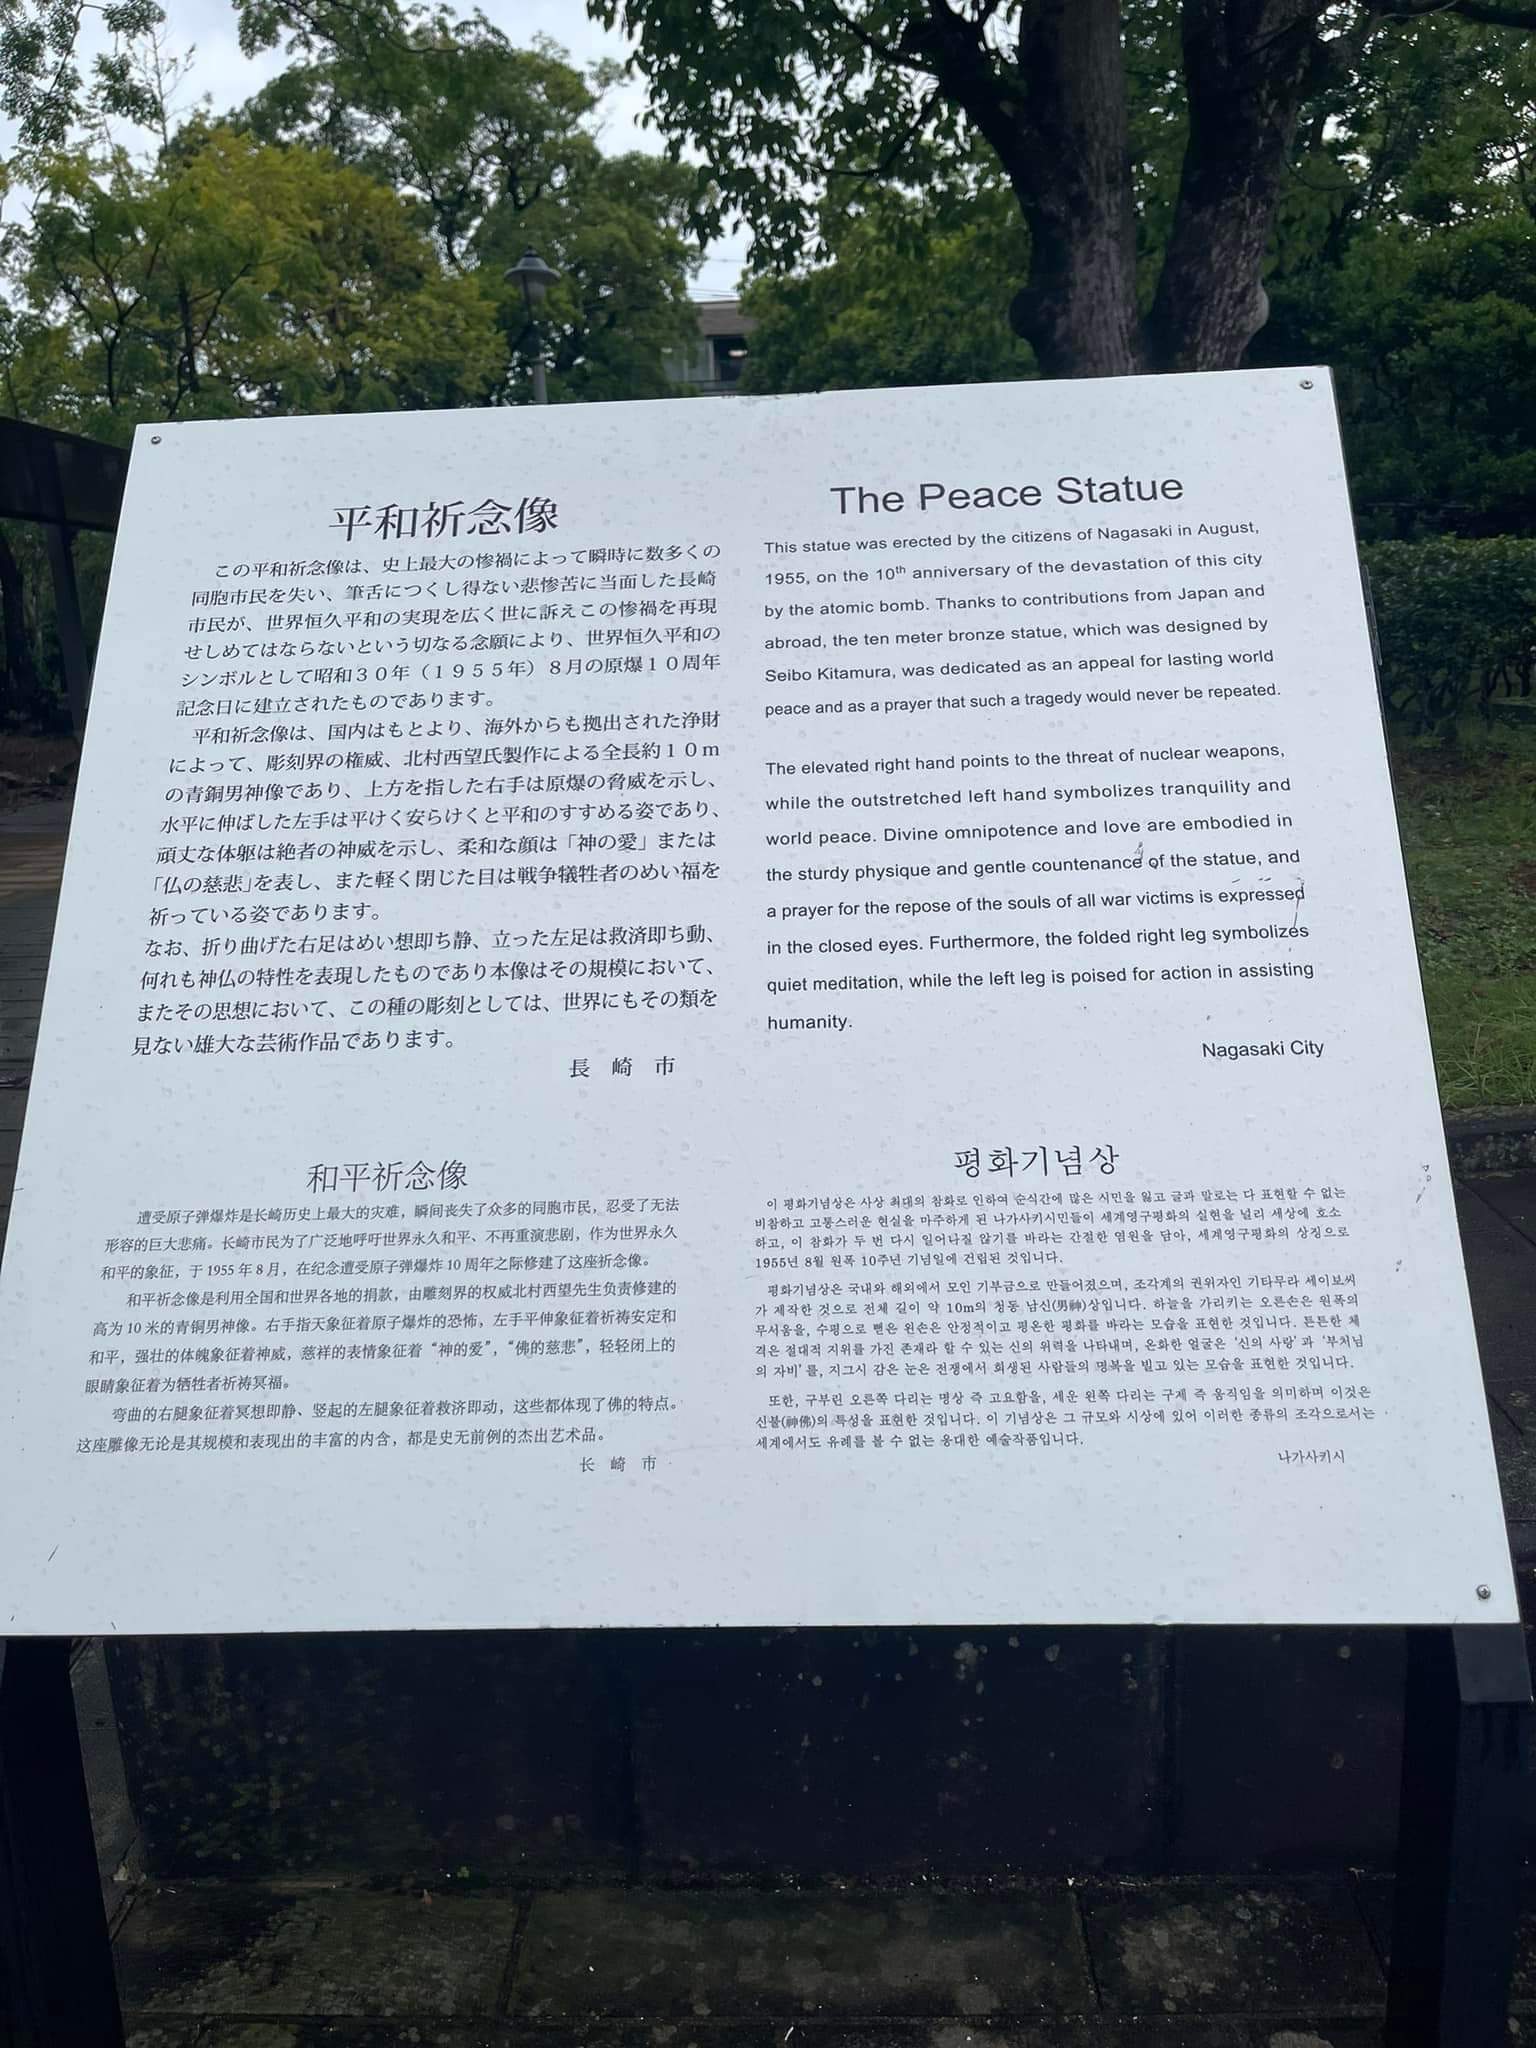 平和祈念像
この平和祈念像は、史上最大の惨禍によって瞬時に数多くの
同胞市民を失い、筆舌につくし得ない悲惨苦に当面した長崎
市民が、世界恒久平和の実現を広く世に訴えこの惨禍を再現
せしめてはならないという切なる念願により、世界恒久平和の
シンボルとして昭和30年（1955年）8月の原爆10周年
記念日に建立されたものであります。
平和祈念像は、国内はもとより、海外からも拠出された浄財
によって、彫刻界の権威、北村西望氏製作による全長約10m
の青銅男神像であり、上方を指した右手は原爆の脅威を示し、
水平に伸ばした左手は平けく安らけくと平和のすすめる姿であり、
頑丈な体躯は絶者の神威を示し、柔和な顔は「神の愛」または
「仏の慈悲」を表し、また軽く閉じた目は戦争犠牲者のめい福を
祈っている姿であります。
なお、折り曲げた右足はめい想即ち静、立った左足は救済即ち動、
何れも神仏の特性を表現したものであり本像はその規模において、
またその思想において、この種の彫刻としては、世界にもその類を
見ない雄大な芸術作品であります。
長 崎 市
The Peace Statue
This statue was erected by the citizens of Nagasaki in August,
1955, on the 10th anniversary of the devastation of this city
by the atomic bomb. Thanks to contributions from Japan and
abroad, the ten meter bronze statue, which was designed by
Seibo Kitamura, was dedicated as an appeal for lasting world
peace and as a prayer that such a tragedy would never be repeated.
The elevated right hand points to the threat of nuclear weapons,
while the outstretched left hand symbolizes tranquility and
world peace. Divine omnipotence and love are embodied in
the sturdy physique and gentle countenance of the statue, and
a prayer for the repose of the souls of all war victims is expressed
in the closed eyes. Furthermore, the folded right leg symbolizes
quiet meditation, while the left leg is poised for action in assisting
humanity.
Nagasaki City
和平祈念像
遭受原子弹爆炸是长崎历史上最大的灾难，瞬间丧失了众多的同胞市民，忍受了无法
形容的巨大悲痛。长崎市民为了广泛地呼吁世界永久和平、不再重演悲剧，作为世界永久
和平的象征，于 1955 年 8 月，在纪念遭受原子弹爆炸 10 周年之际修建了这座祈念像。
和平祈念像是利用全国和世界各地的捐款，由雕刻界的权威北村西望先生负责修建的
高为 10 米的青铜男神像。右手指天象征着原子爆炸的恐怖，左手平伸象征着祈祷安定和
和平，强壮的体魄象征着神威，慈祥的表情象征着“神的爱”，“佛的慈悲”，轻轻闭上的
眼睛象征着为牺牲者祈祷冥福。
弯曲的右腿象征着冥想即静、竖起的左腿象征着救济即动，这些都体现了佛的特点。
这座雕像无论是其规模和表现出的丰富的内含，都是史无前例的杰出艺术品。
长 崎 市
평화기념상
이 평화기념상은 사상 최대의 참화로 인하여 순식간에 많은 시민을 잃고 글과 말로는 다 표현할 수 없는
비참하고 고통스러운 현실을 마주하게 된 나가사키시민들이 세계영구평화의 실현을 널리 세상에 호소
하고, 이 참화가 두 번 다시 일어나질 않기를 바라는 간절한 염원을 담아, 세계영구평화의 상징으로
1955년 8월 원폭 10주년 기념일에 건립된 것입니다.
평화기념상은 국내와 해외에서 모인 기부금으로 만들어졌으며, 조각계의 권위자인 기타무라 세이보씨
가 제작한 것으로 전체 길이 약 10m의 청동 남신(男神)상입니다. 하늘을 가리키는 오른손은 원폭의
무서움을, 수평으로 뻗은 왼손은 안정적이고 평온한 평화를 바라는 모습을 표현한 것입니다. 튼튼한 체
격은 절대적 지위를 가진 존재라 할 수 있는 신의 위력을 나타내며, 온화한 얼굴은 ‘신의 사랑’과 ‘부처님
의 자비’를, 지그시 감은 눈은 전쟁에서 희생된 사람들의 명복을 빌고 있는 모습을 표현한 것입니다.
또한, 구부린 오른쪽 다리는 명상 즉 고요함을, 세운 왼쪽 다리는 구제 즉 움직임을 의미하며 이것은
신불(神佛)의 특성을 표현한 것입니다. 이 기념상은 그 규모와 시상에 있어 이러한 종류의 조각으로서는
세계에서도 유례를 볼 수 없는 웅대한 예술작품입니다.
나가사키시